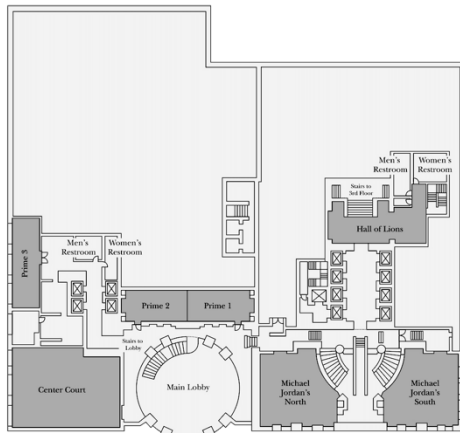 Men's
Restroom
Women's
Restroom
Stairs to
3rd Floor
Hall of Lions
Men's
Restroom
Women's
Restroom
Prime 3
Prime 2
Prime 1
Stairs to
Lobby
Main Lobby
Center Court
Michael
Jordan's
North
Michael
Jordan's
South